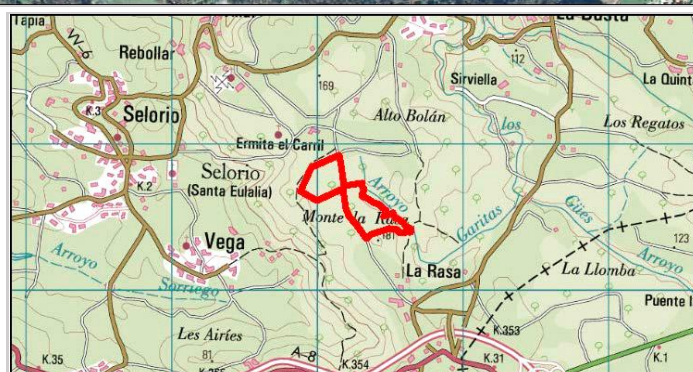 Tapia
La Busta
W-6
Rebollar
112
169
Sirviella
La Quint
K.3
Selorio
Alto Bolán
los
Los Regatos
Ermita el Carril
K.2
Selorio
(Santa Eulalia)
Arroyo
Monte la Rasa
Garitas
Gües
181
Vega
123
Arroyo
La Rasa
La Llomba
Arroyo
Sorriego
Puente l
Les Airíes
K.353
81
A-8
K.35
K.354
K.31
K.1